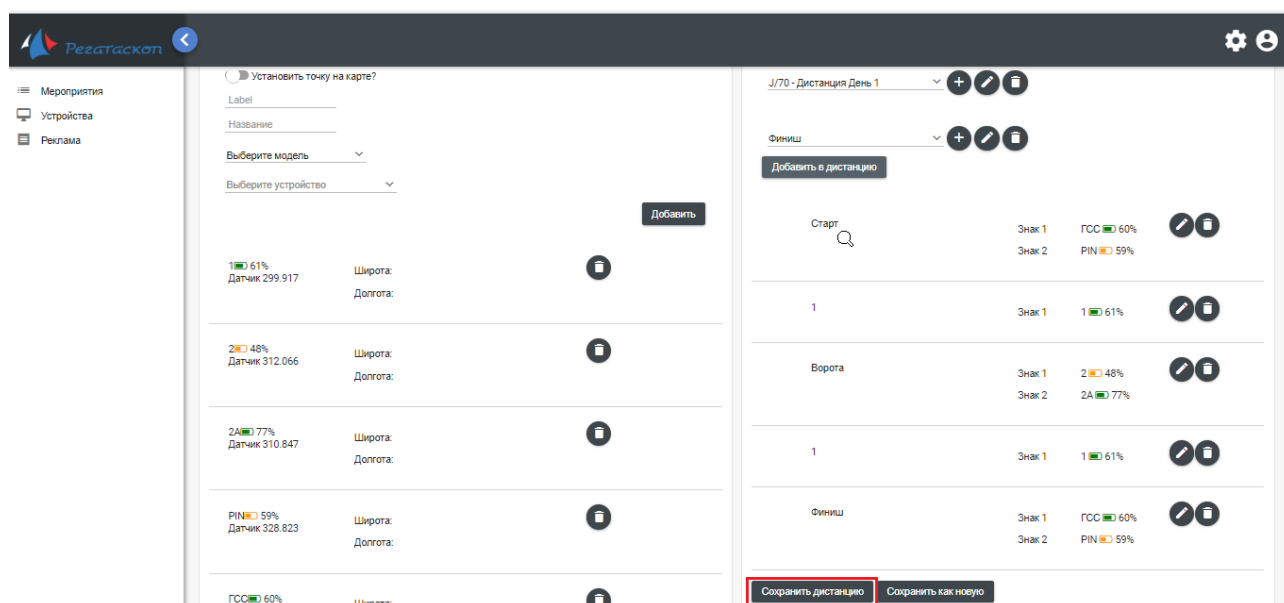 Регатаскоп
Мероприятия
Устройства
Реклама
Установить точку на карте?
Label
Название
Выберите модель
Выберите устройство
Добавить
1 61%
Датчик 299.917
Широта:
Долгота:
2 48%
Датчик 312.066
Широта:
Долгота:
2A 77%
Датчик 310.847
Широта:
Долгота:
PIN 59%
Датчик 328.823
Широта:
Долгота:
ГСС 60%
Широта:
J/70 - Дистанция День 1
Финиш
Добавить в дистанцию
Старт
Знак 1 ГСС 60%
Знак 2 PIN 59%
1
Знак 1 1 61%
Ворота
Знак 1 2 48%
Знак 2 2A 77%
1
Знак 1 1 61%
Финиш
Знак 1 ГСС 60%
Знак 2 PIN 59%
Сохранить дистанцию Сохранить как новую